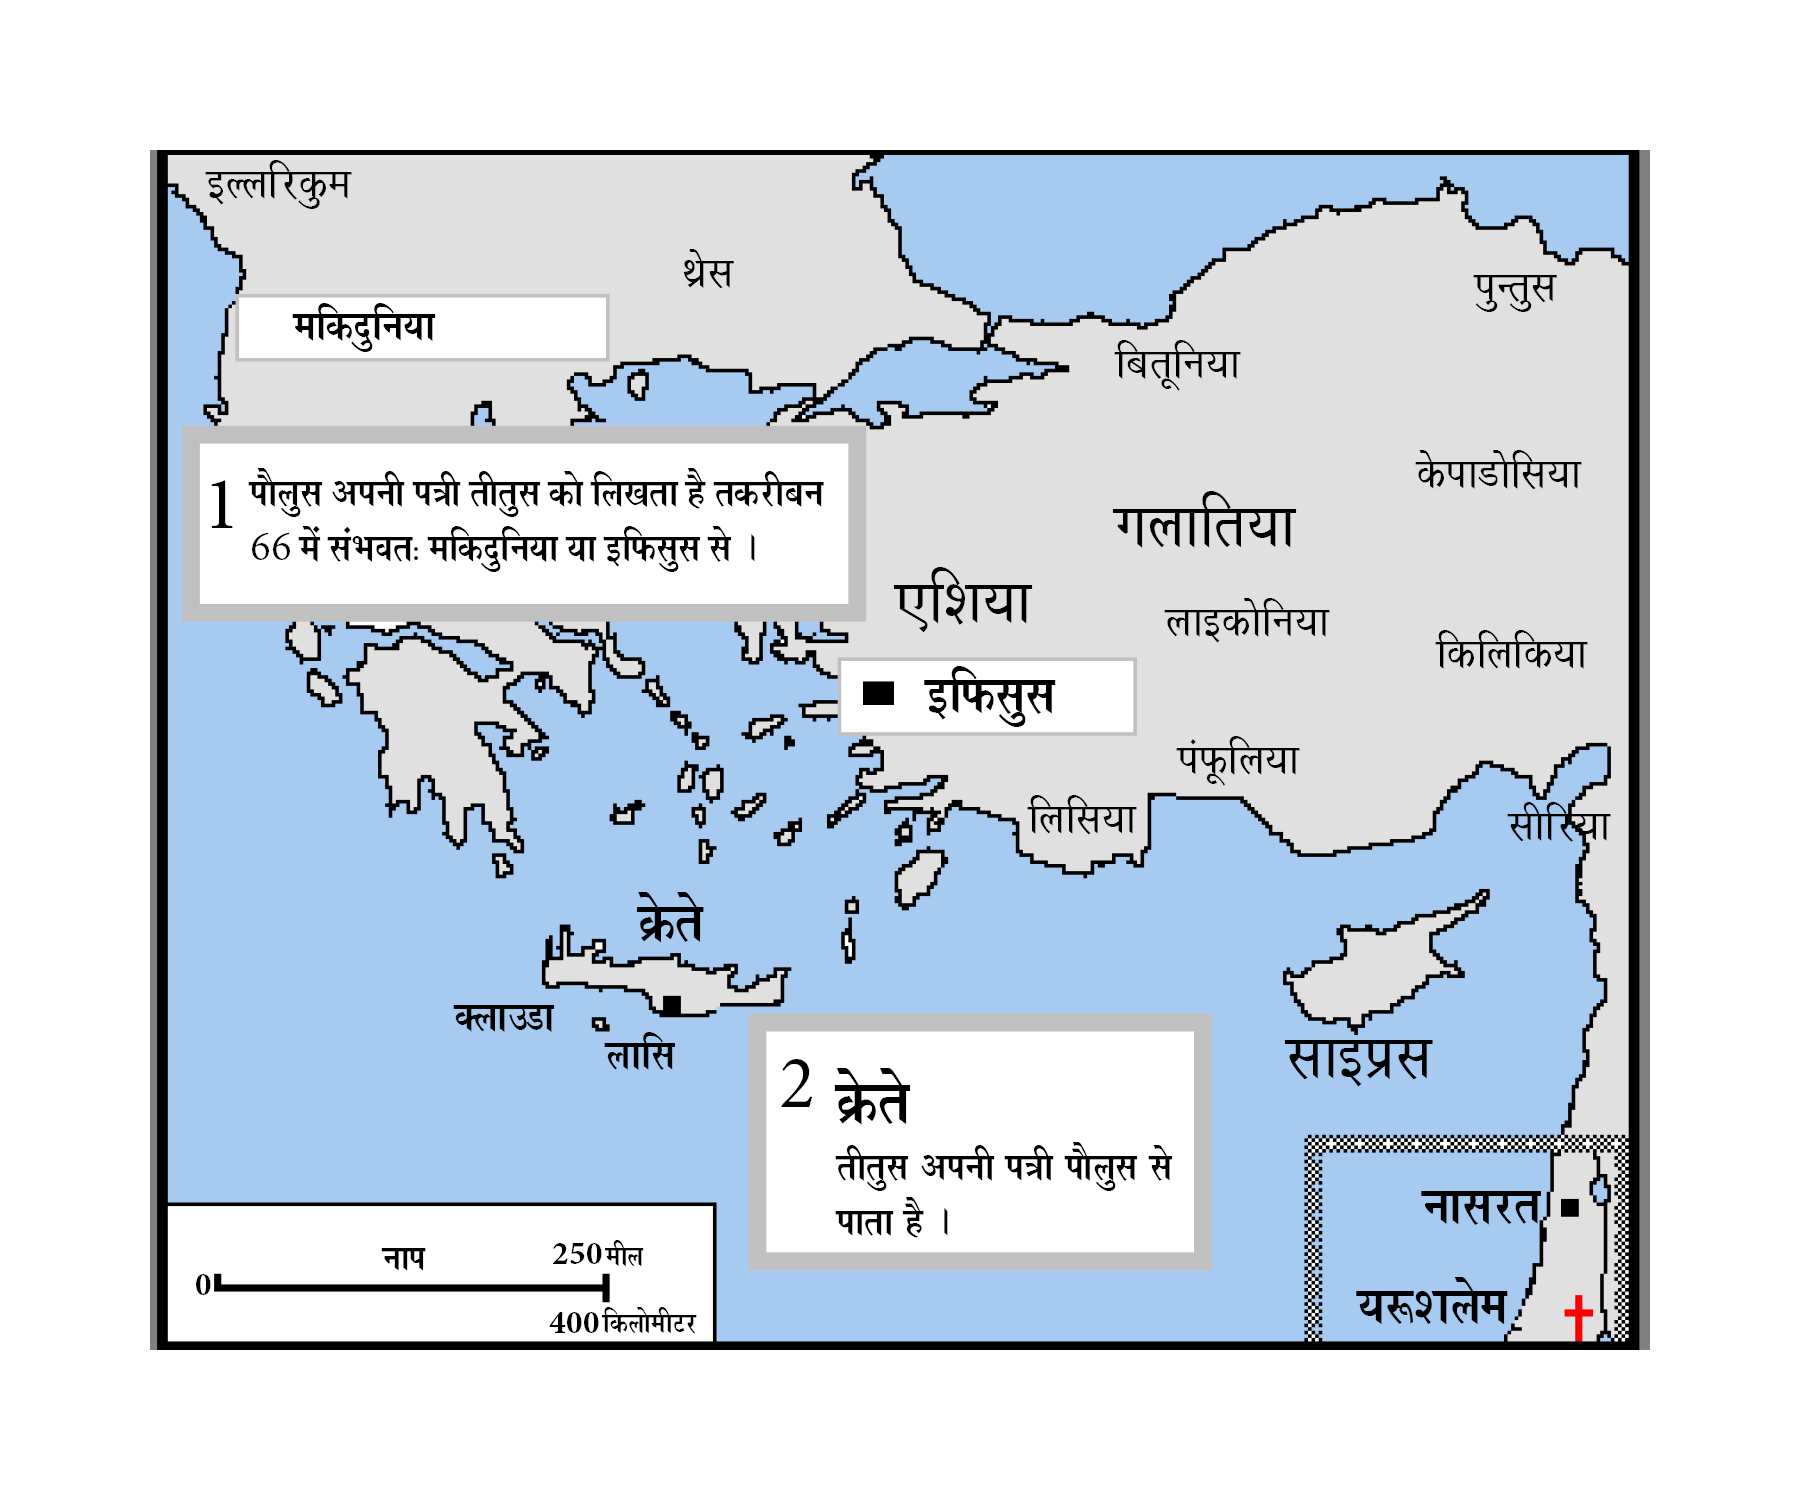 इल्लरिकुम
थ्रेस
पुन्तुस
मकिदुनिया
बितूनिया
केपाडोसिया
1 पौलुस अपनी पत्री तीतुस को लिखता है तकरीबन
66 में संभवतः मकिदुनिया या इफिसुस से ।
गलातिया
एशिया
लाइकोनिया
किलिकिया
इफिसुस
पंफूलिया
लिसिया
सीरिया
क्रेते
क्लाउडा
लासि
साइप्रस
2 क्रेते
तीतुस अपनी पत्री पौलुस से
पाता है ।
नासरत
यरूशलेम
नाप
0 250 मील
400 किलोमीटर